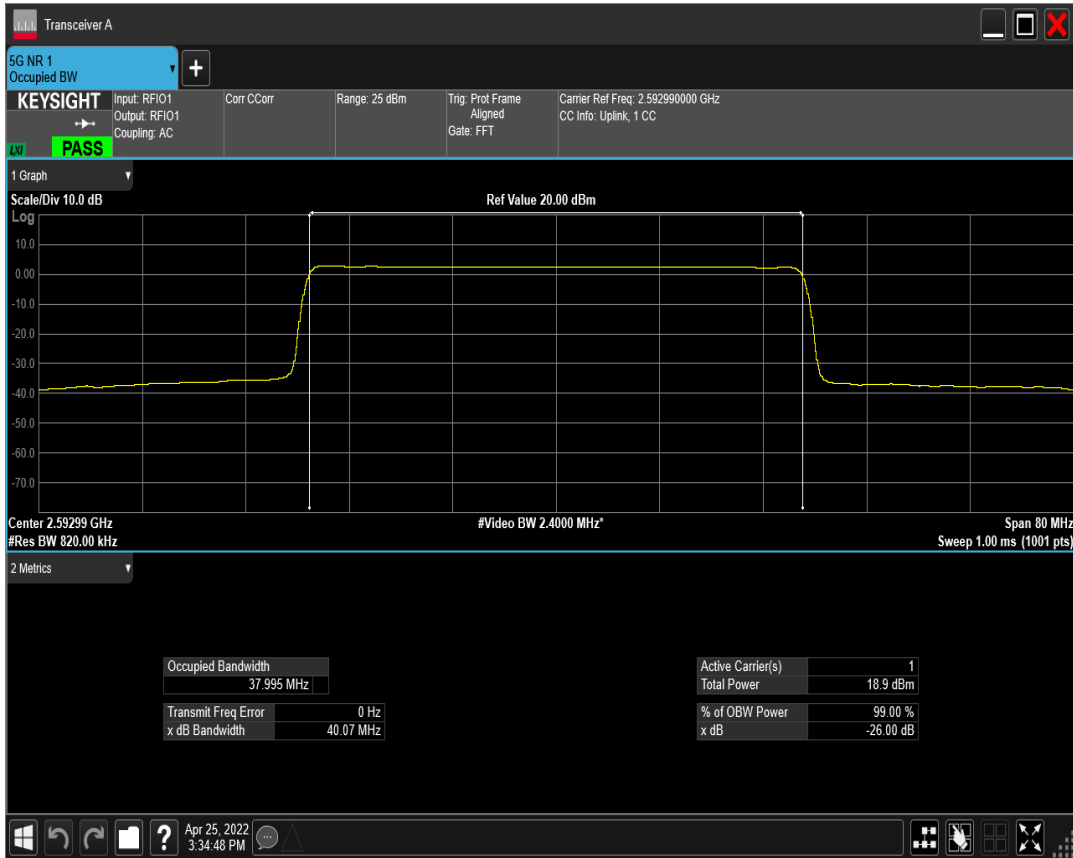 Transceiver A
5G NR 1
Occupied BW
KEYSIGHT
LXI
PASS
Input: RFIO1
Output: RFIO1
Coupling: AC
Corr CCorr
Range: 25 dBm
Trig: Prot Frame
Aligned
Gate: FFT
Carrier Ref Freq: 2.592990000 GHz
CC Info: Uplink, 1 CC
1 Graph
Scale/Div 10.0 dB
Ref Value 20.00 dBm
Log
10.0
0.00
-10.0
-20.0
-30.0
-40.0
-50.0
-60.0
-70.0
Center 2.59299 GHz
#Video BW 2.4000 MHz*
Span 80 MHz
#Res BW 820.00 kHz
Sweep 1.00 ms (1001 pts)
2 Metrics
Occupied Bandwidth
37.995 MHz
Transmit Freq Error 0 Hz
x dB Bandwidth 40.07 MHz
Active Carrier(s) 1
Total Power 18.9 dBm
% of OBW Power 99.00 %
x dB -26.00 dB
?
Apr 25, 2022
3:34:48 PM